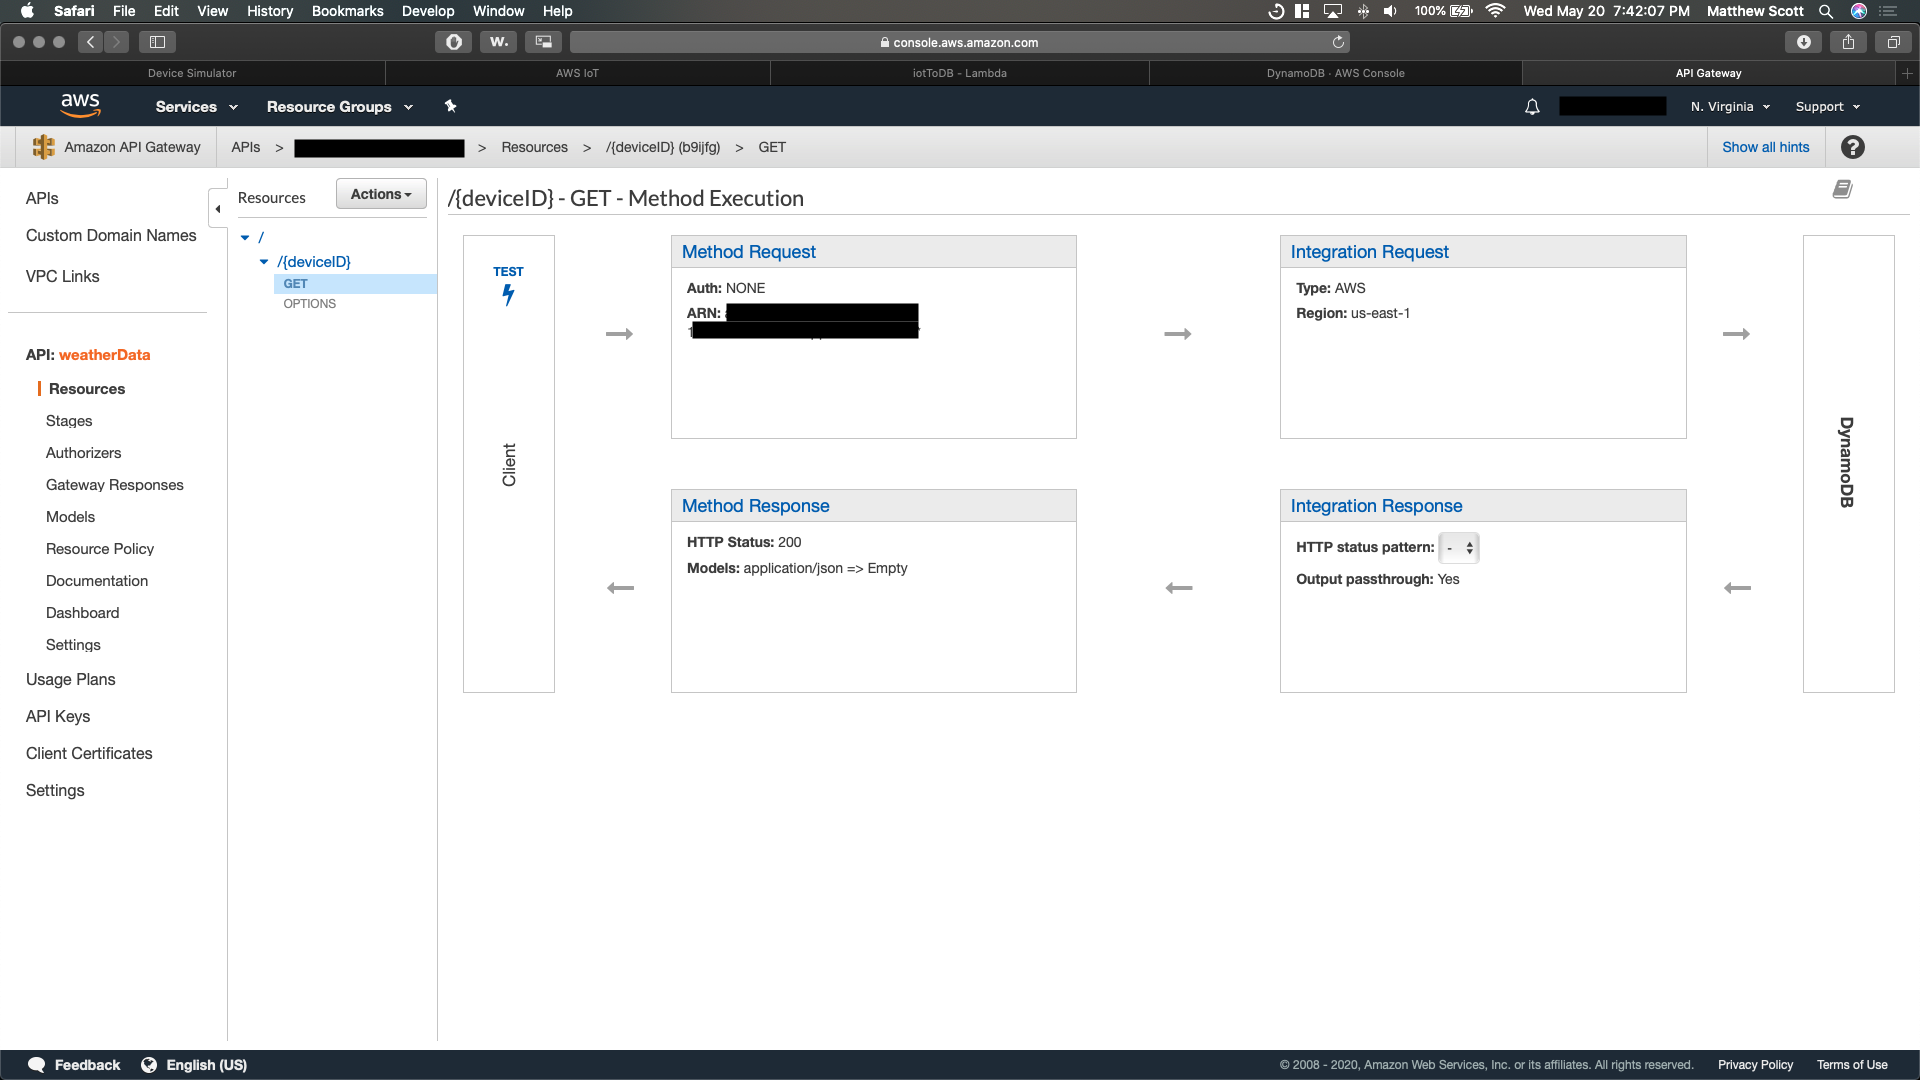 Safari File Edit View History Bookmarks Develop Window Help 100% Wed May 20 7:42:07 PM Matthew Scott
W. console.aws.amazon.com
Device Simulator AWS IoT iotToDB - Lambda DynamoDB · AWS Console API Gateway +
aws Services Resource Groups N. Virginia Support
Amazon API Gateway APIs > > Resources > /{deviceID} (b9ijfg) > GET Show all hints ?
APIs
Custom Domain Names
VPC Links
API: weatherData
Resources
Stages
Authorizers
Gateway Responses
Models
Resource Policy
Documentation
Dashboard
Settings
Usage Plans
API Keys
Client Certificates
Settings
Resources Actions
/
/{deviceID}
GET
OPTIONS
/{deviceID} - GET - Method Execution
TEST
Client
Method Request
Auth: NONE
ARN:
Integration Request
Type: AWS
Region: us-east-1
Method Response
HTTP Status: 200
Models: application/json => Empty
Integration Response
HTTP status pattern: -
Output passthrough: Yes
DynamoDB
Feedback English (US) © 2008 - 2020, Amazon Web Services, Inc. or its affiliates. All rights reserved. Privacy Policy Terms of Use